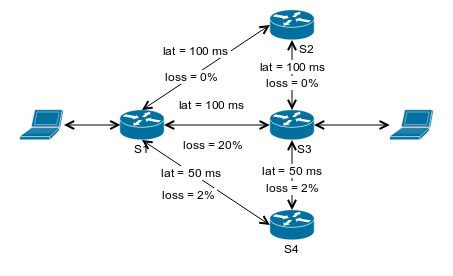 S2
lat = 100 ms
loss = 0%
lat = 100 ms
loss = 0%
lat = 100 ms
S1
loss = 20%
S3
lat = 50 ms
loss = 2%
lat = 50 ms
loss = 2%
S4